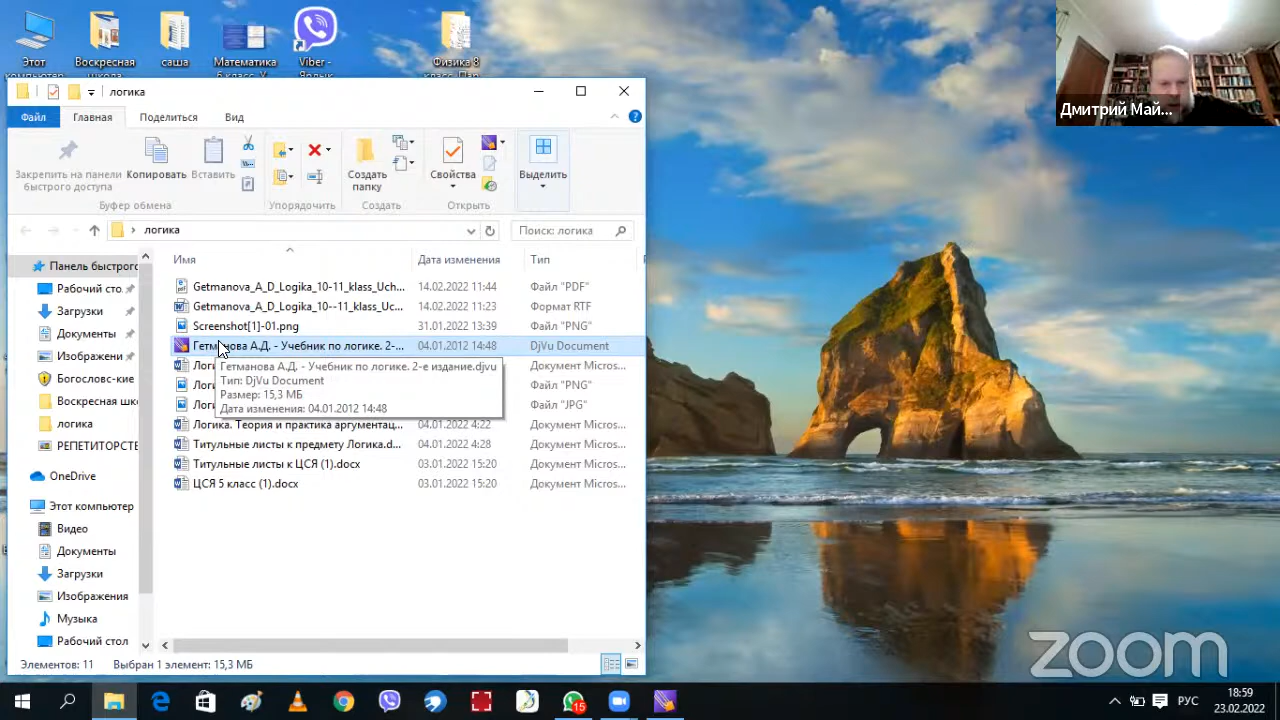 Этот
компьютер
Воскресная
школа
саша
Математика
Viber -
Ярлык
Физика 8
класс
Дмитрий Май...
логика
Файл
Главная
Поделиться
Вид
Закрепить на панели
быстрого доступа
Копировать
Вставить
Создать
папку
Свойства
Выделить
Буфер обмена
Упорядочить
Создать
Открыть
логика
Поиск: логика
Имя
Дата изменения
Тип
Панель быстрого
Getmanova_A_D_Logika_10-11_klass_Uch...
14.02.2022 11:44
Файл "PDF"
Рабочий сто.
Getmanova_A_D_Logika_10--11_klass_Uc...
14.02.2022 11:23
Формат RTF
Загрузки
Screenshot[1]-01.png
31.01.2022 13:39
Файл "PNG"
Документы
Гетманова А.Д. - Учебник по логике. 2-...
04.01.2012 14:48
DjVu Document
Изображени
Логи
Гетманова А.Д. - Учебник по логике. 2-е издание.djvu
Документ Micros...
Богословс-кие
Логи
Тип: DjVu Document
Файл "PNG"
Размер: 15,3 МБ
Воскресная шко
Логи
Дата изменения: 04.01.2012 14:48
Файл "JPG"
логика
Логика. Теория и практика аргументац...
04.01.2022 4:22
Документ Micros...
РЕПЕТИТОРСТЕ
Титульные листы к предмету Логика.d...
04.01.2022 4:28
Документ Micros...
Титульные листы к ЦСЯ (1).docx
03.01.2022 15:20
Документ Micros...
OneDrive
ЦСЯ 5 класс (1).docx
03.01.2022 15:20
Документ Micros...
Этот компьютер
Видео
Документы
Загрузки
Изображения
Музыка
Рабочий стол
Элементов: 11
Выбран 1 элемент: 15,3 МБ
zoom
15
РУС
18:59
23.02.2022